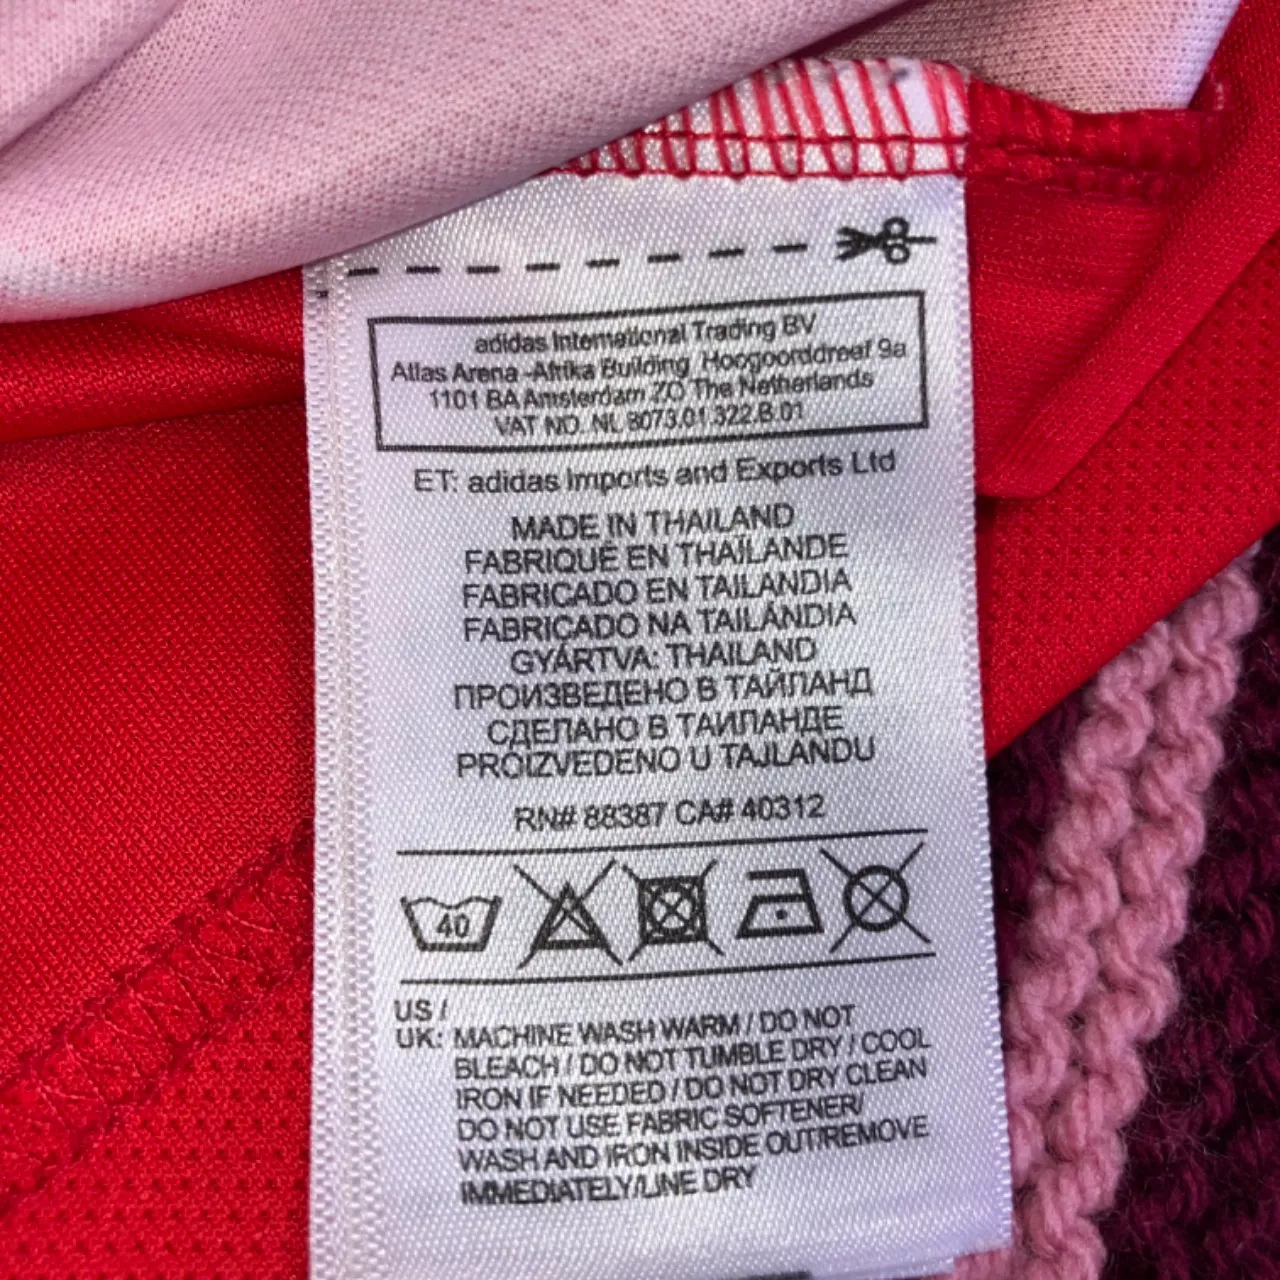 adidas International Trading BV
Atlas Arena -Afrika Building Hoogoorddreef 9a
1101 BA Amsterdam ZO The Netherlands
VAT NO. NL 8073.01.322.B.01
ET: adidas Imports and Exports Ltd
MADE IN THAILAND
FABRIQUÉ EN THAÏLANDE
FABRICADO EN TAILANDIA
FABRICADO NA TAILÂNDIA
GYÁRTVA: THAILAND
ПРОИЗВЕДЕНО В ТАЙЛАНД
СДЕЛАНО В ТАИЛАНДЕ
PROIZVEDENO U TAJLANDU
RN# 88387 CA# 40312
40
US /
UK: MACHINE WASH WARM / DO NOT
BLEACH / DO NOT TUMBLE DRY / COOL
IRON IF NEEDED / DO NOT DRY CLEAN
DO NOT USE FABRIC SOFTENER/
WASH AND IRON INSIDE OUT/REMOVE
IMMEDIATELY/LINE DRY